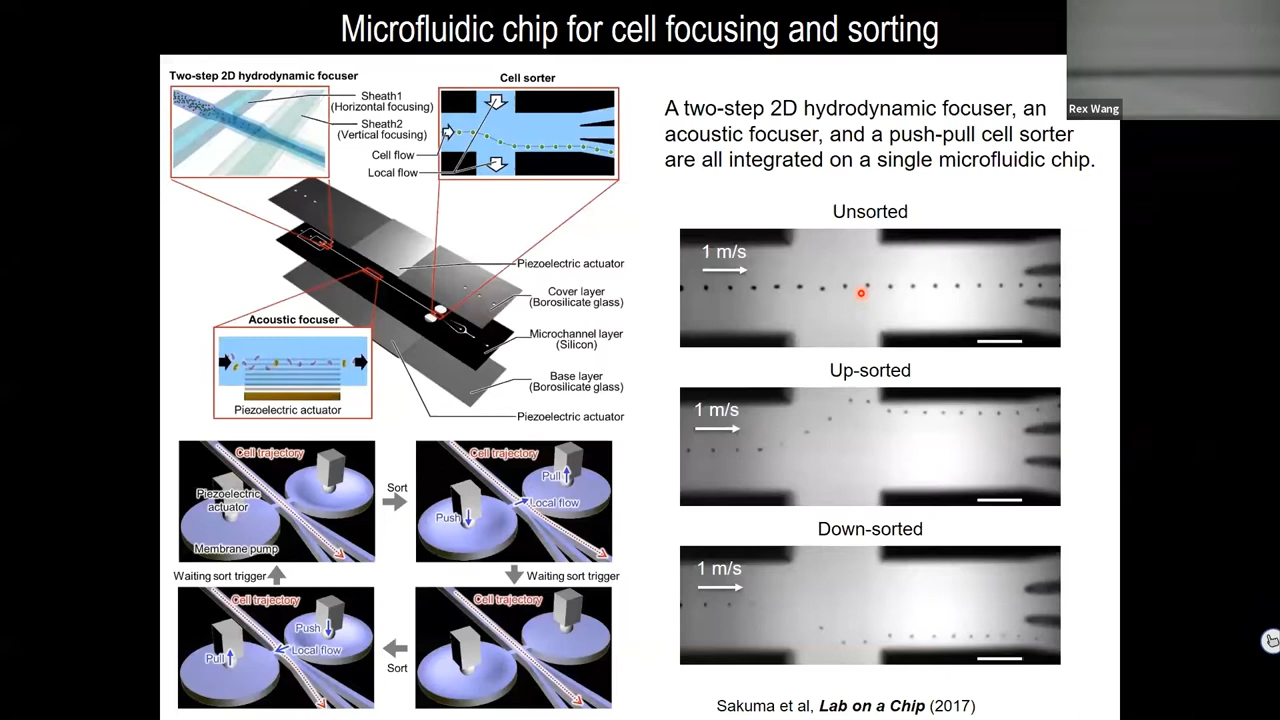 Microfluidic chip for cell focusing and sorting
Rex Wang
Two-step 2D hydrodynamic focuser
Sheath1
(Horizontal focusing)
Sheath2
(Vertical focusing)
Cell flow
Local flow
Cell sorter
Piezoelectric actuator
Cover layer
(Borosilicate glass)
Microchannel layer
(Silicon)
Base layer
(Borosilicate glass)
Piezoelectric actuator
Acoustic focuser
Piezoelectric actuator
Cell trajectory
Piezoelectric
actuator
Membrane pump
Sort
Cell trajectory
Pull
Push
Local flow
Waiting sort trigger
Waiting sort trigger
Cell trajectory
Push
Pull
Local flow
Sort
Cell trajectory
A two-step 2D hydrodynamic focuser, an
acoustic focuser, and a push-pull cell sorter
are all integrated on a single microfluidic chip.
Unsorted
1 m/s
Up-sorted
1 m/s
Down-sorted
1 m/s
Sakuma et al, Lab on a Chip (2017)